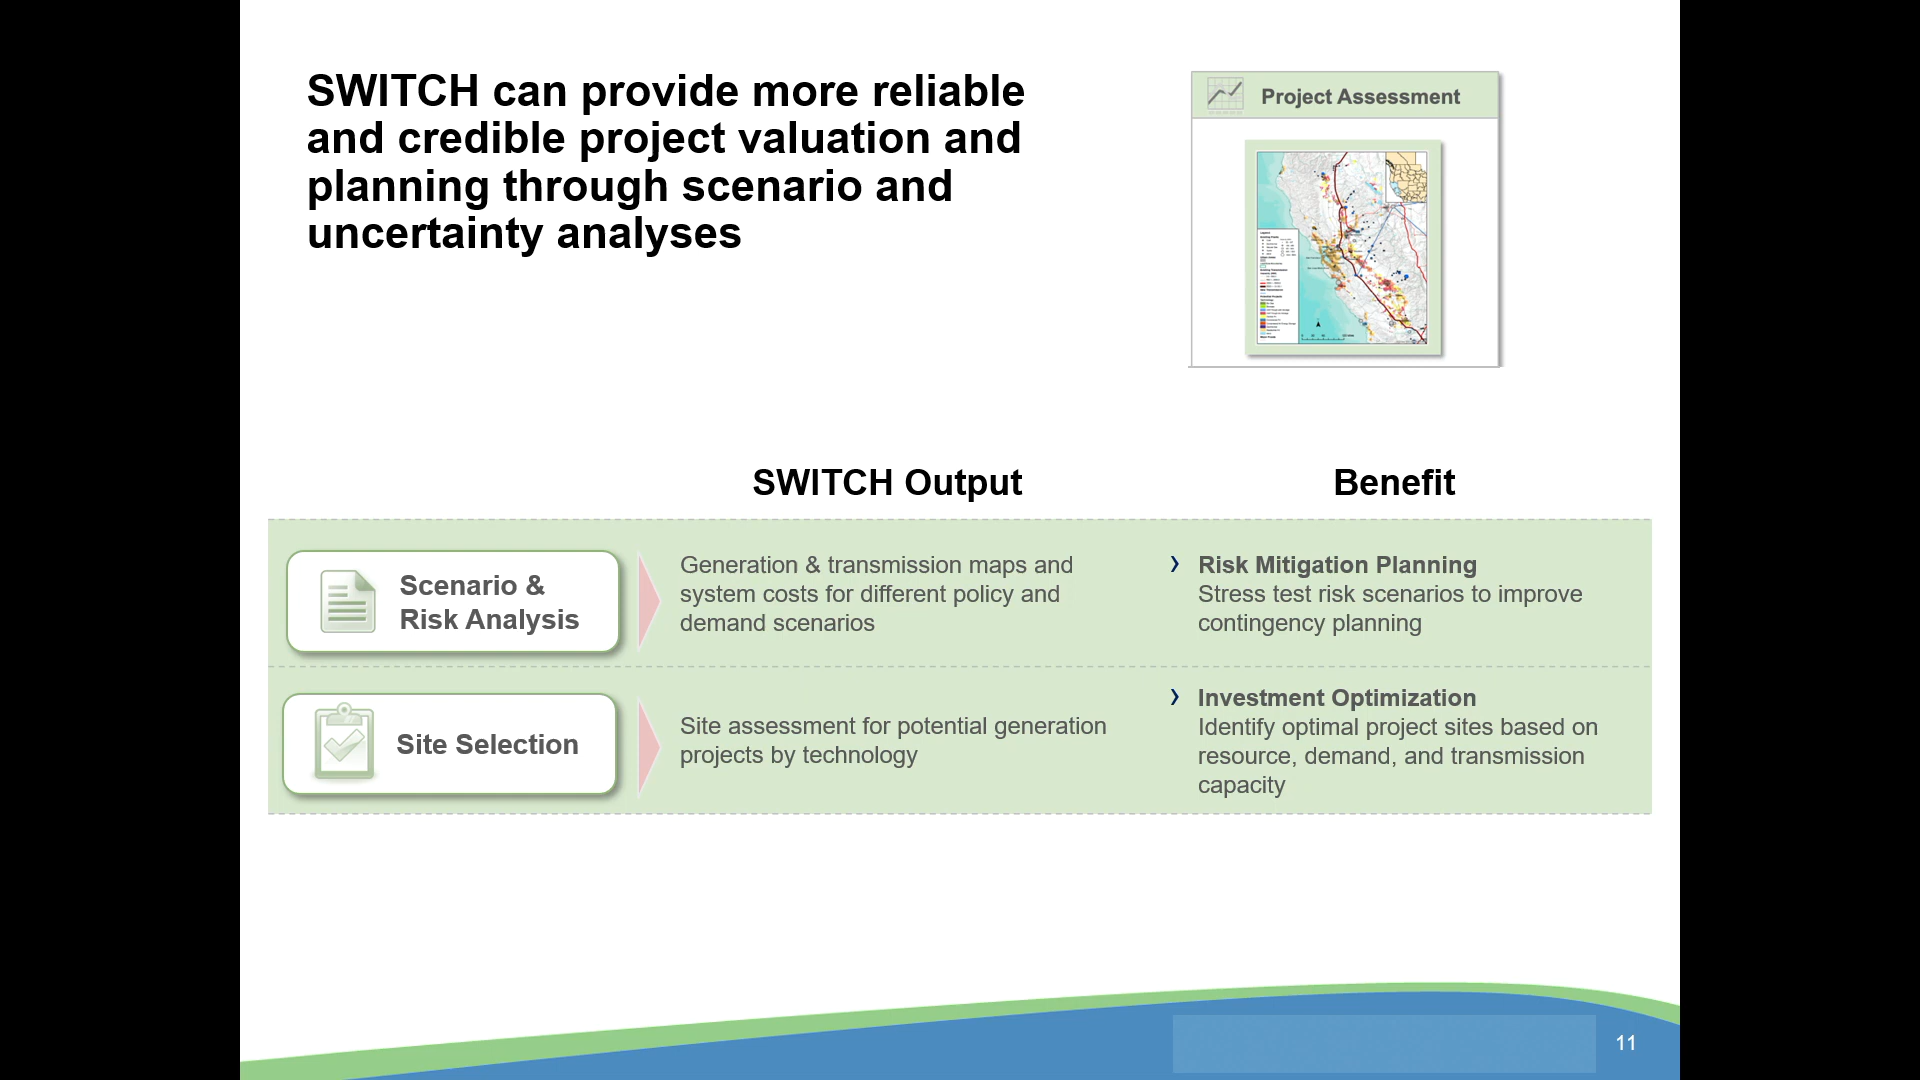 SWITCH can provide more reliable
and credible project valuation and
planning through scenario and
uncertainty analyses
Project Assessment
SWITCH Output
Benefit
Scenario &
Risk Analysis
Generation & transmission maps and
system costs for different policy and
demand scenarios
› Risk Mitigation Planning
Stress test risk scenarios to improve
contingency planning
Site Selection
Site assessment for potential generation
projects by technology
› Investment Optimization
Identify optimal project sites based on
resource, demand, and transmission
capacity
11